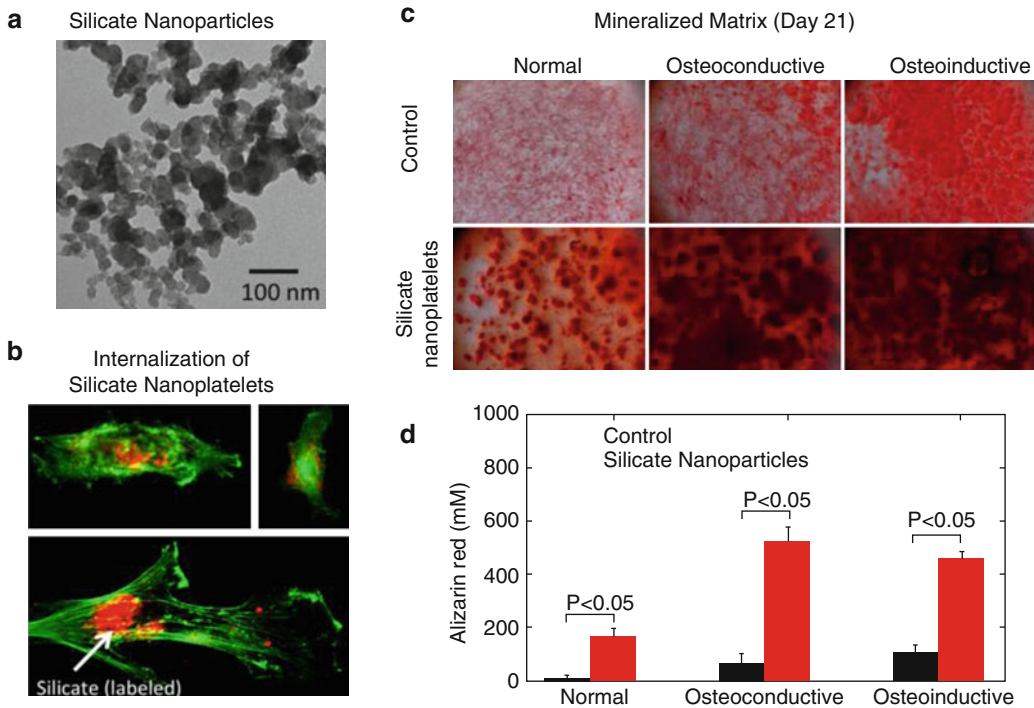 a
Silicate Nanoparticles
100 nm
b
Internalization of
Silicate Nanoplatelets
Silicate (labeled)
c
Mineralized Matrix (Day 21)
Normal
Osteoconductive
Osteoinductive
Control
Silicate
nanoplatelets
d
Control
Silicate Nanoparticles
Alizarin red (mM)
1000
800
600
400
200
0
P<0.05
P<0.05
P<0.05
Normal
Osteoconductive
Osteoinductive